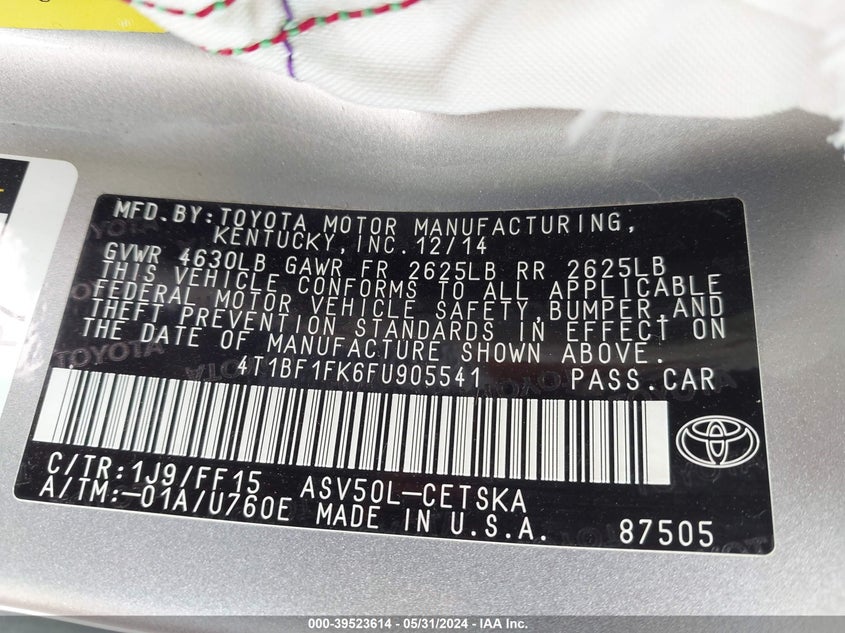 MFD.BY:TOYOTA MOTOR MANUFACTURING,
KENTUCKY,INC.12/14
GVWR 4630LB GAWR FR 2625LB RR 2625LB
THIS VEHICLE CONFORMS TO ALL APPLICABLE
FEDERAL MOTOR VEHICLE SAFETY,BUMPER,AND
THEFT PREVENTION STANDARDS IN EFFECT ON
THE DATE OF MANUFACTURE SHOWN ABOVE.
4T1BF1FK6FU905541 PASS.CAR
C/TR:1J9/FF15 ASV50L-CETSKA
A/TM:-01A/U760E MADE IN U.S.A. 87505
TOYOTA
000-39523614 - 05/31/2024 - IAA Inc.